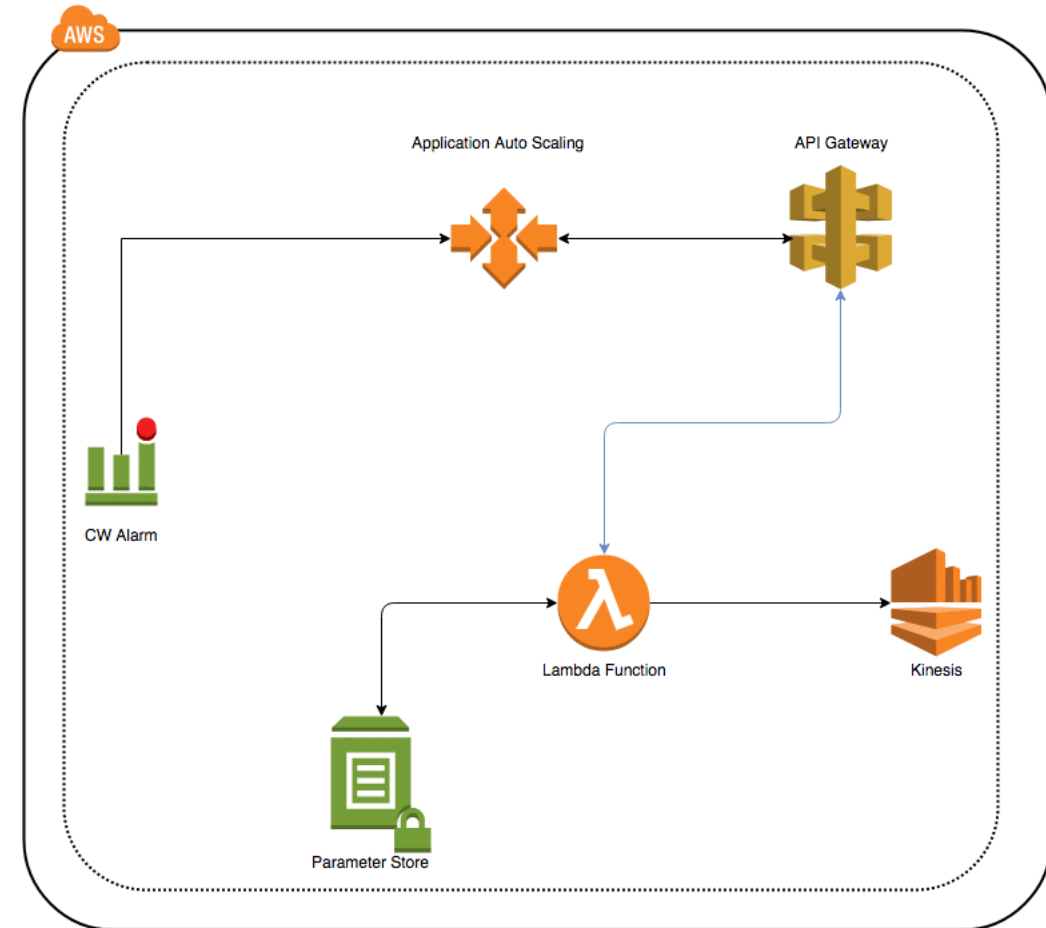 AWS
Application Auto Scaling
API Gateway
CW Alarm
Lambda Function
Kinesis
Parameter Store